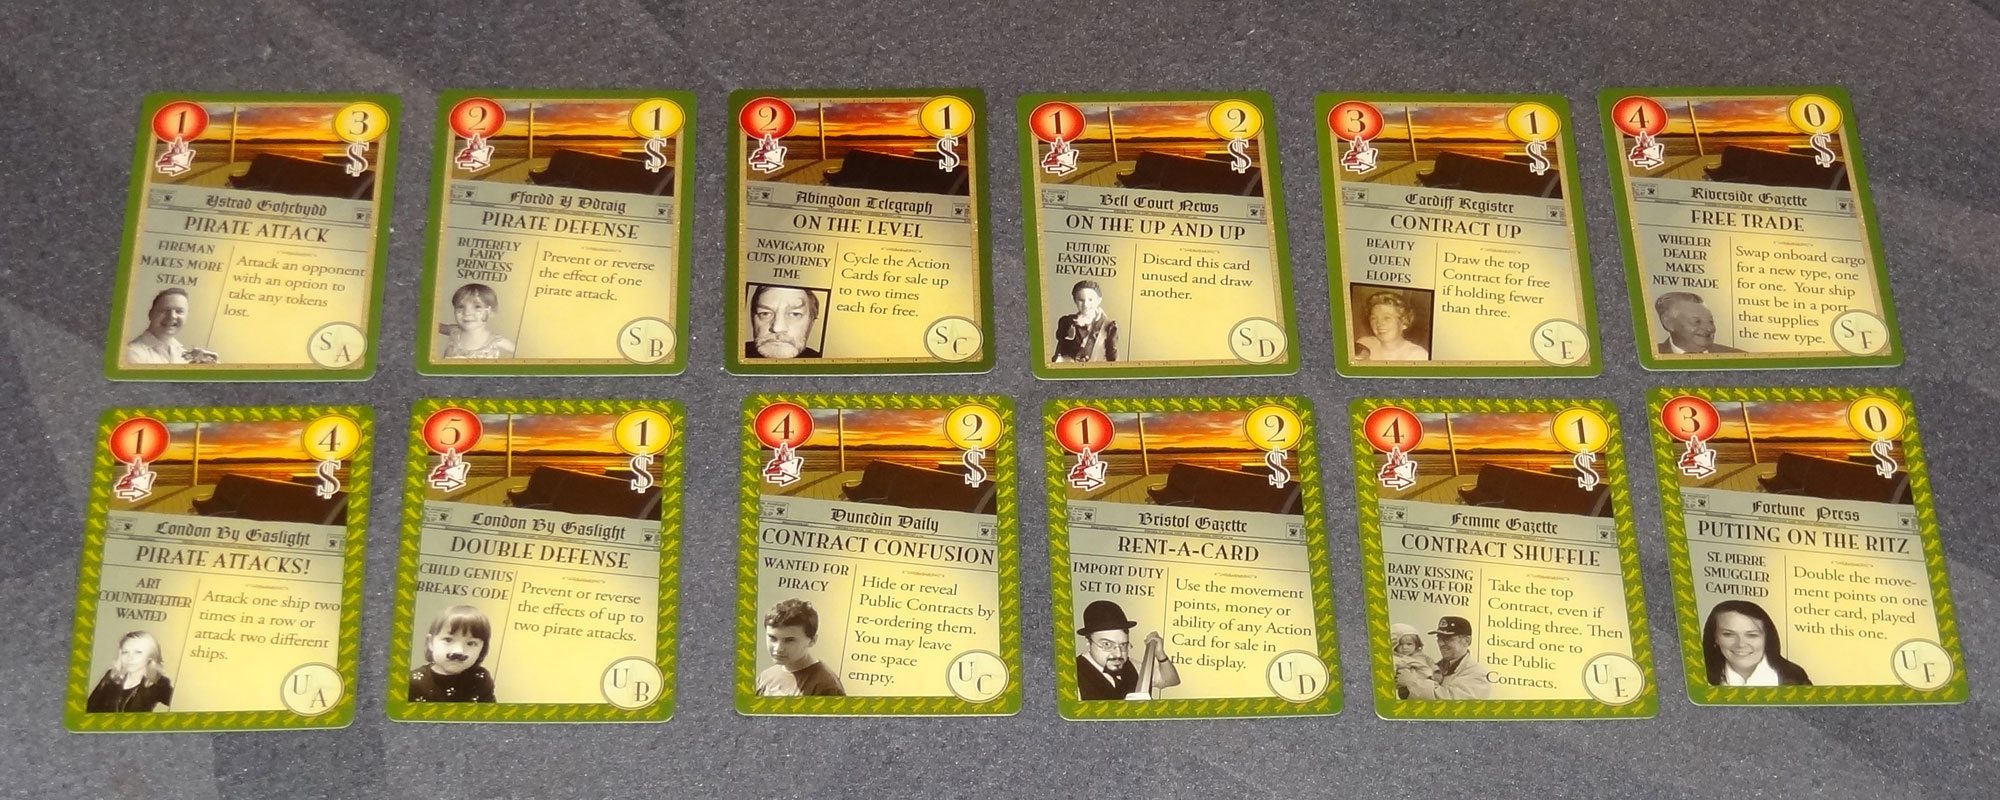 1
3
$
Ystrad Gohebydd
PIRATE ATTACK
FIREMAN
MAKES MORE
STEAM
Attack an opponent
with an option to
take any tokens
lost.
S A
2
1
$
Ffordd Y Ddraig
PIRATE DEFENSE
BUTTERFLY
FAIRY
PRINCESS
SPOTTED
Prevent or reverse
the effect of one
pirate attack.
S B
2
1
$
Abingdon Telegraph
ON THE LEVEL
NAVIGATOR
CUTS JOURNEY
TIME
Cycle the Action
Cards for sale up
to two times
each for free.
S C
1
2
$
Bell Court News
ON THE UP AND UP
FUTURE
FASHIONS
REVEALED
Discard this card
unused and draw
another.
S D
3
1
$
Cardiff Register
CONTRACT UP
BEAUTY
QUEEN
ELOPES
Draw the top
Contract for free
if holding fewer
than three.
S E
4
0
$
Riverside Gazette
FREE TRADE
WHEELER
DEALER
MAKES
NEW TRADE
Swap onboard cargo
for a new type, one
for one. Your ship
must be in a port
that supplies
the new type.
S F
1
4
$
London By Gaslight
PIRATE ATTACKS!
ART
COUNTERFEITER
WANTED
Attack one ship two
times in a row or
attack two different
ships.
U A
5
1
$
London By Gaslight
DOUBLE DEFENSE
CHILD GENIUS
BREAKS CODE
Prevent or reverse
the effects of up to
two pirate attacks.
U B
4
2
$
Dunedin Daily
CONTRACT CONFUSION
WANTED FOR
PIRACY
Hide or reveal
Public Contracts by
re-ordering them.
You may leave
one space
empty.
U C
1
2
$
Bristol Gazette
RENT-A-CARD
IMPORT DUTY
SET TO RISE
Use the movement
points, money or
ability of any Action
Card for sale in
the display.
U D
4
1
$
Femme Gazette
CONTRACT SHUFFLE
BABY KISSING
PAYS OFF FOR
NEW MAYOR
Take the top
Contract, even if
holding three. Then
discard one to
the Public
Contracts.
U E
3
0
$
Fortune Press
PUTTING ON THE RITZ
ST. PIERRE
SMUGGLER
CAPTURED
Double the move-
ment points on one
other card, played
with this one.
U F